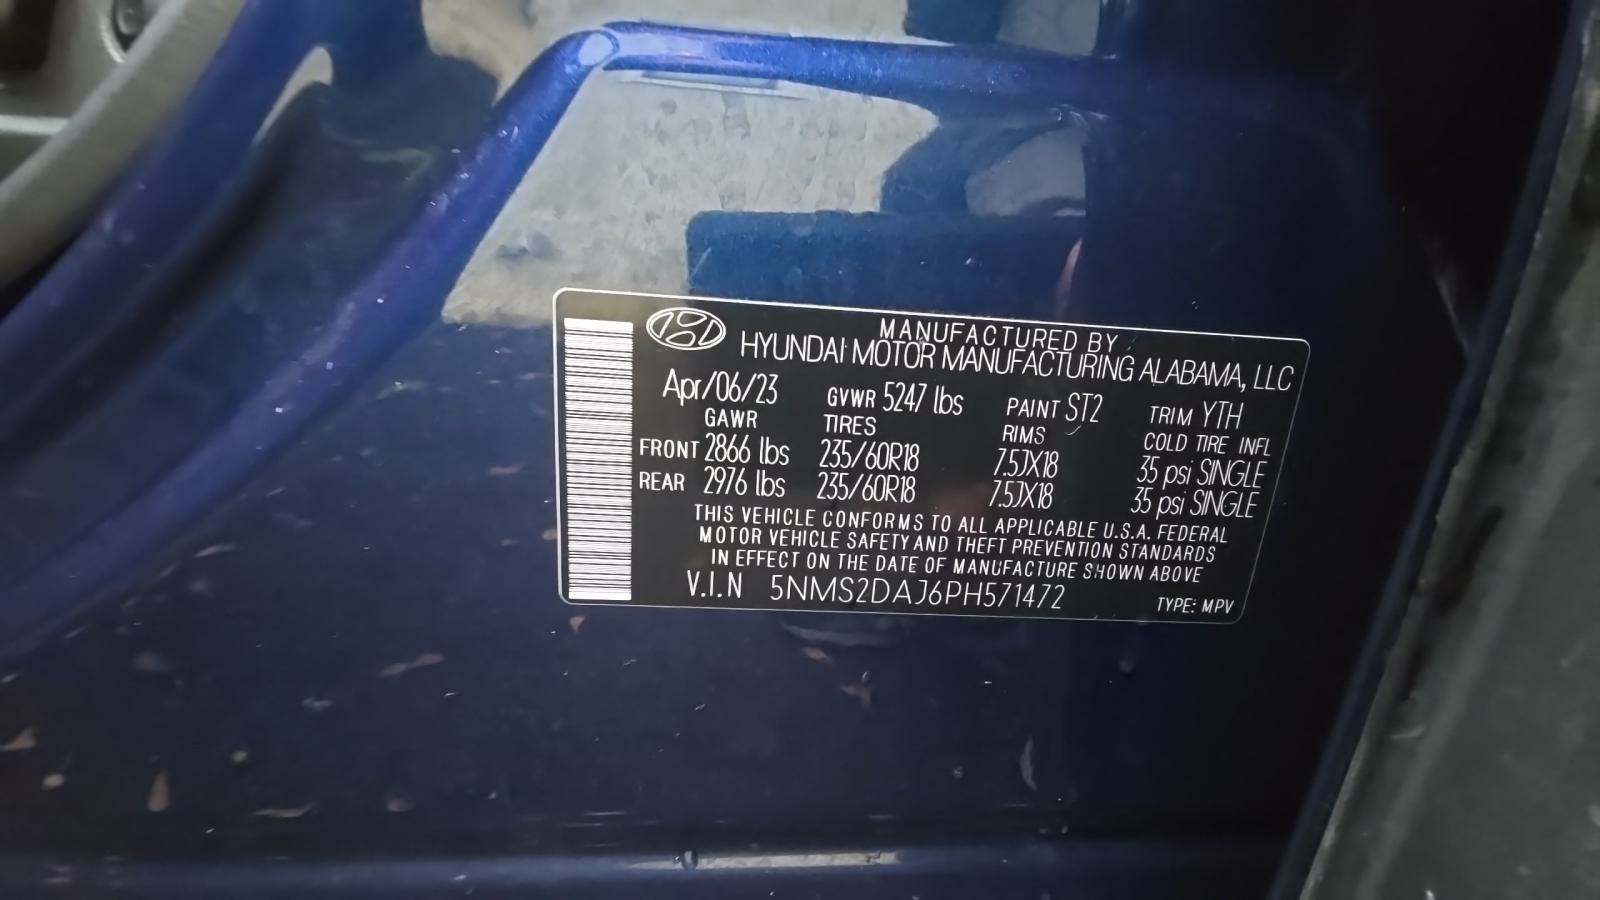 MANUFACTURED BY
HYUNDAI MOTOR MANUFACTURING ALABAMA, LLC
Apr/06/23 GVWR 5247 lbs PAINT ST2 TRIM YTH
GAWR TIRES RIMS COLD TIRE INFL
FRONT 2866 lbs 235/60R18 7.5JX18 35 psi SINGLE
REAR 2976 lbs 235/60R18 7.5JX18 35 psi SINGLE
THIS VEHICLE CONFORMS TO ALL APPLICABLE U.S.A. FEDERAL
MOTOR VEHICLE SAFETY AND THEFT PREVENTION STANDARDS
IN EFFECT ON THE DATE OF MANUFACTURE SHOWN ABOVE
V.I.N 5NMS2DAJ6PH571472 TYPE: MPV